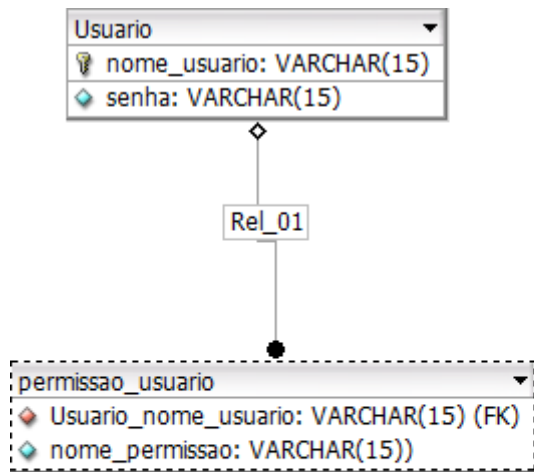 Usuario
nome_usuario: VARCHAR(15)
senha: VARCHAR(15)
Rel_01
permissao_usuario
Usuario_nome_usuario: VARCHAR(15) (FK)
nome_permissao: VARCHAR(15))